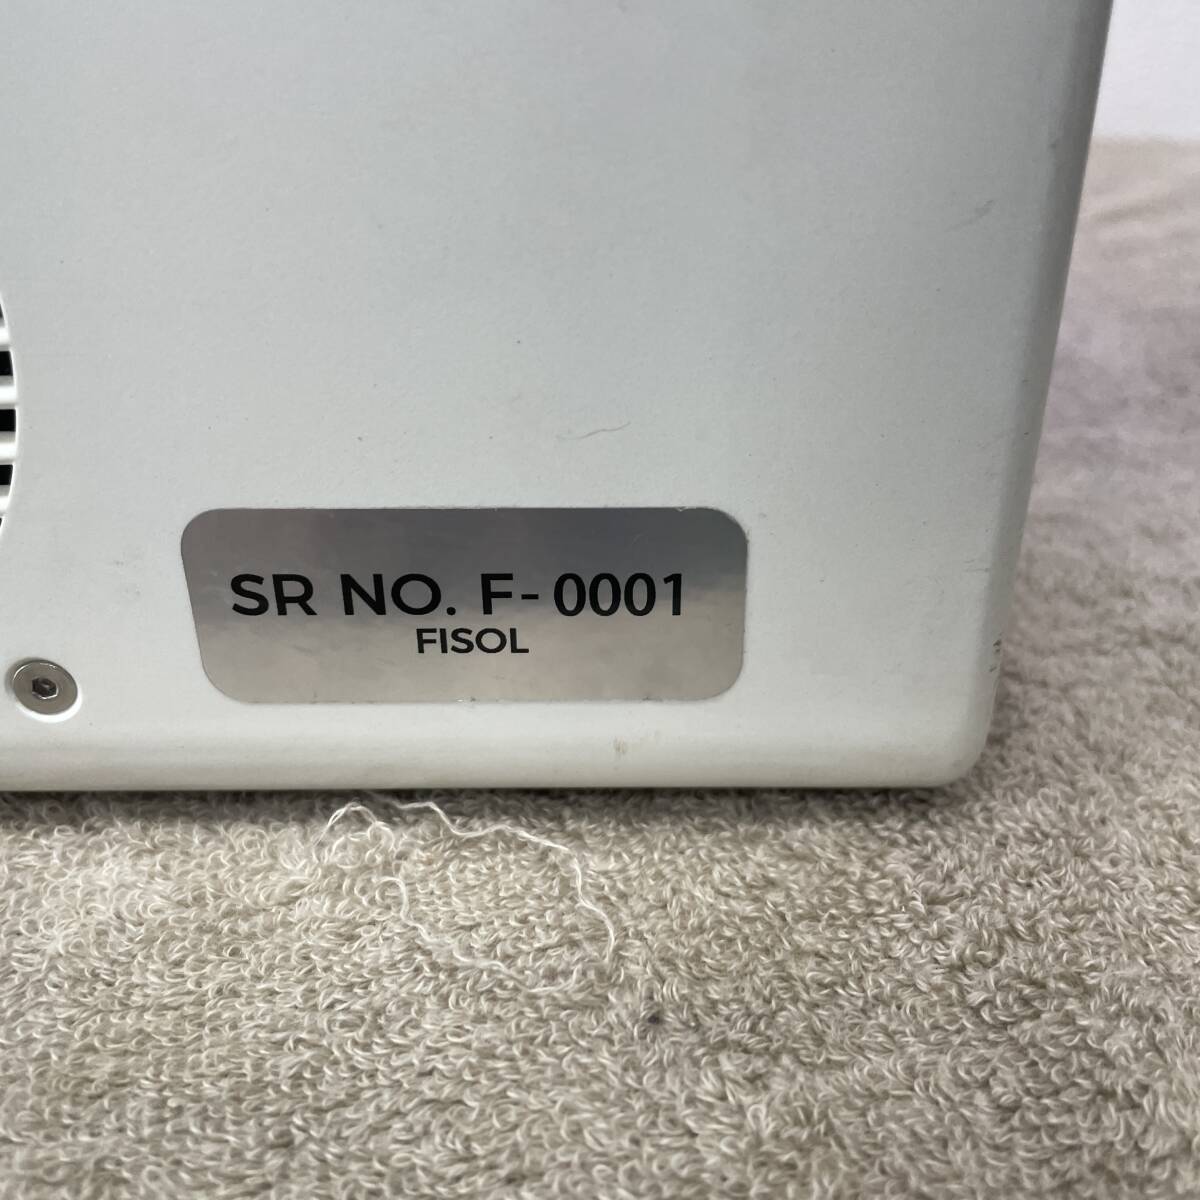 SR NO. F-0001
FISOL